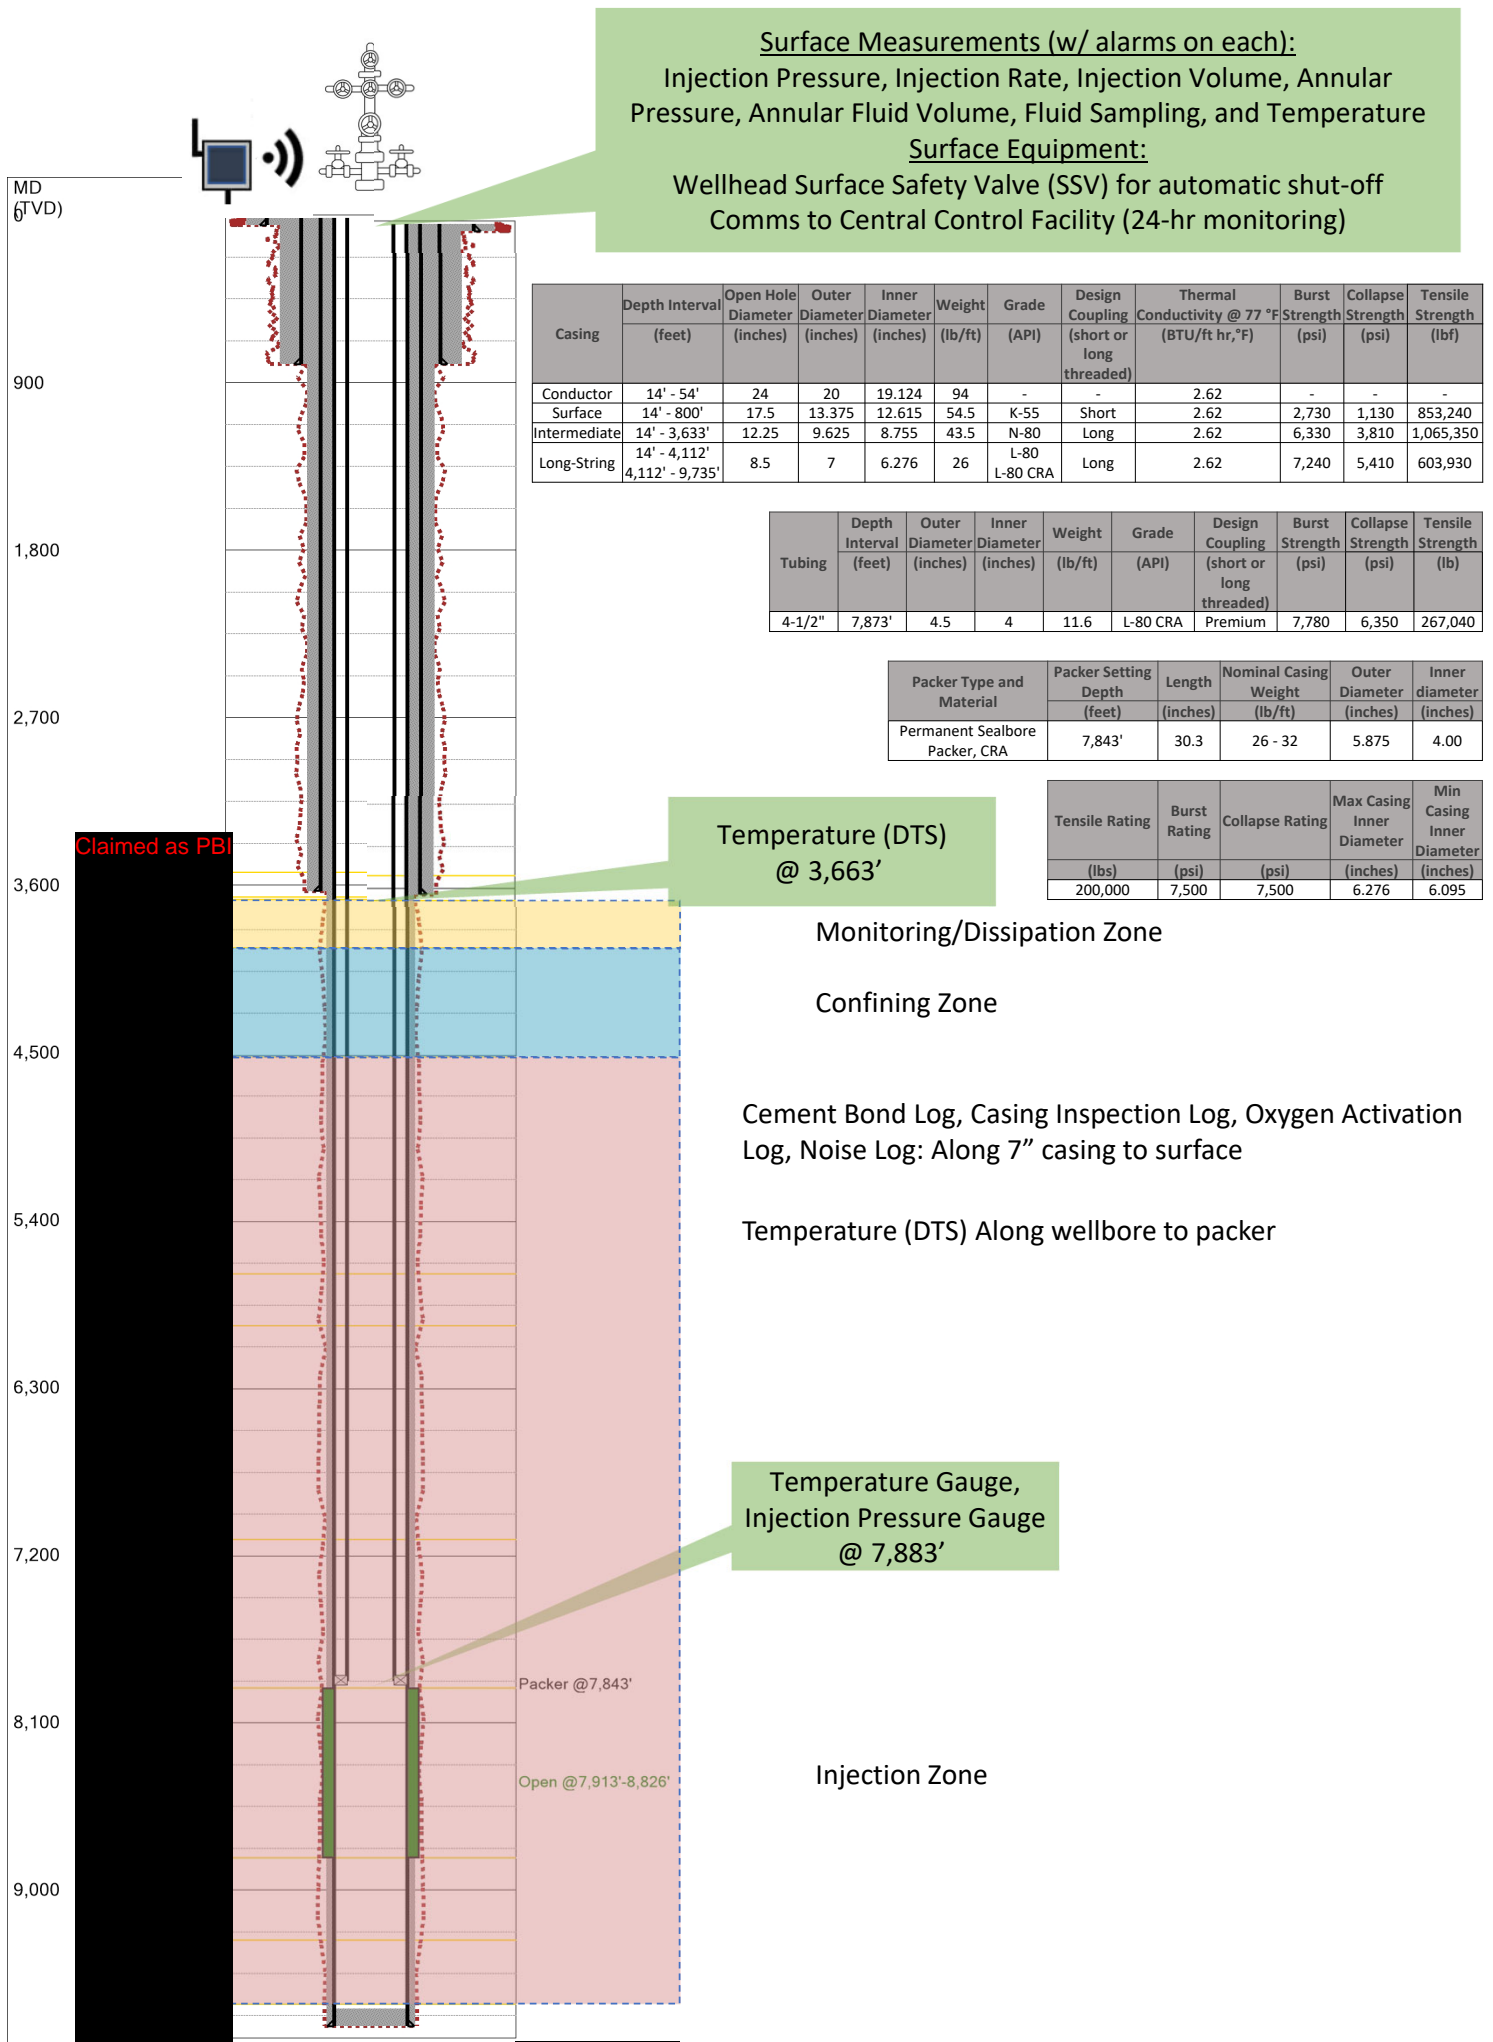 Surface Measurements (w/ alarms on each):
Injection Pressure, Injection Rate, Injection Volume, Annular
Pressure, Annular Fluid Volume, Fluid Sampling, and Temperature
Surface Equipment:
Wellhead Surface Safety Valve (SSV) for automatic shut-off
Comms to Central Control Facility (24-hr monitoring)
MD
(TVD)
0
900
1,800
2,700
3,600
4,500
5,400
6,300
7,200
8,100
9,000
Claimed as PBI
Casing Depth Interval Open Hole Diameter Outer Diameter Inner Diameter Weight Grade Design Coupling Thermal Conductivity @ 77 °F Burst Strength Collapse Strength Tensile Strength
(feet) (inches) (inches) (inches) (lb/ft) (API) (short or long threaded) (BTU/ft hr,°F) (psi) (psi) (lbf)
Conductor 14' - 54' 24 20 19.124 94 - - 2.62 - - -
Surface 14' - 800' 17.5 13.375 12.615 54.5 K-55 Short 2.62 2,730 1,130 853,240
Intermediate 14' - 3,633' 12.25 9.625 8.755 43.5 N-80 Long 2.62 6,330 3,810 1,065,350
Long-String 14' - 4,112' 4,112' - 9,735' 8.5 7 6.276 26 L-80 L-80 CRA Long 2.62 7,240 5,410 603,930
Tubing Depth Interval Outer Diameter Inner Diameter Weight Grade Design Coupling Burst Strength Collapse Strength Tensile Strength
(feet) (inches) (inches) (lb/ft) (API) (short or long threaded) (psi) (psi) (lb)
4-1/2" 7,873' 4.5 4 11.6 L-80 CRA Premium 7,780 6,350 267,040
Packer Type and Material Packer Setting Depth Length Nominal Casing Weight Outer Diameter Inner diameter
(feet) (inches) (lb/ft) (inches) (inches)
Permanent Sealbore Packer, CRA 7,843' 30.3 26 - 32 5.875 4.00
Tensile Rating Burst Rating Collapse Rating Max Casing Inner Diameter Min Casing Inner Diameter
(lbs) (psi) (psi) (inches) (inches)
200,000 7,500 7,500 6.276 6.095
Temperature (DTS)
@ 3,663’
Monitoring/Dissipation Zone
Confining Zone
Cement Bond Log, Casing Inspection Log, Oxygen Activation
Log, Noise Log: Along 7” casing to surface
Temperature (DTS) Along wellbore to packer
Temperature Gauge,
Injection Pressure Gauge
@ 7,883’
Packer @7,843'
Open @7,913'-8,826'
Injection Zone